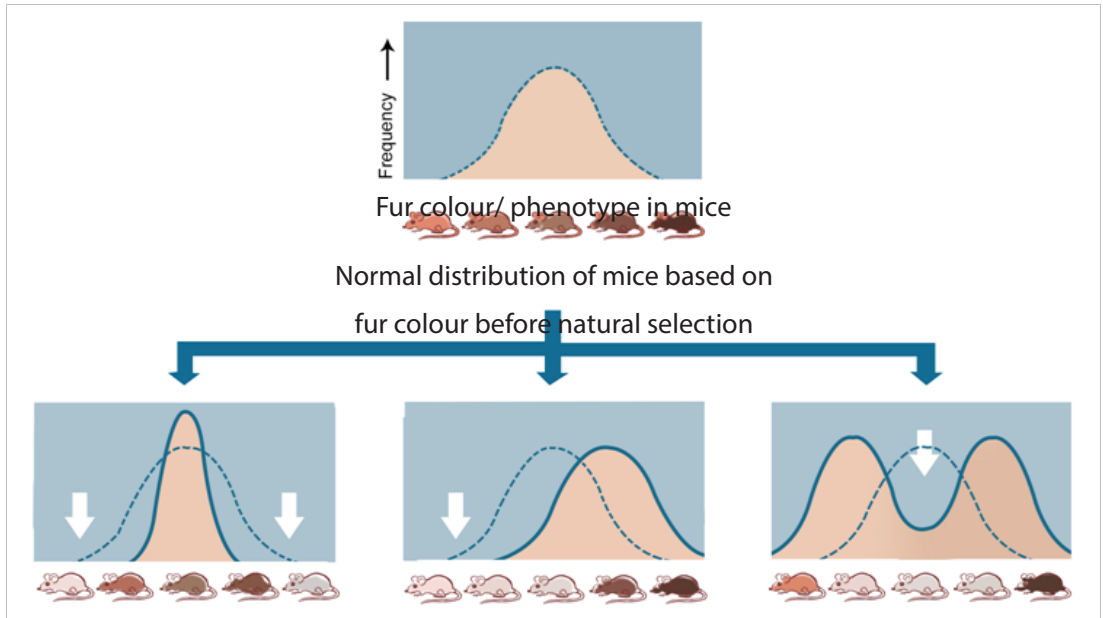 Frequency
Fur colour/ phenotype in mice
Normal distribution of mice based on
fur colour before natural selection